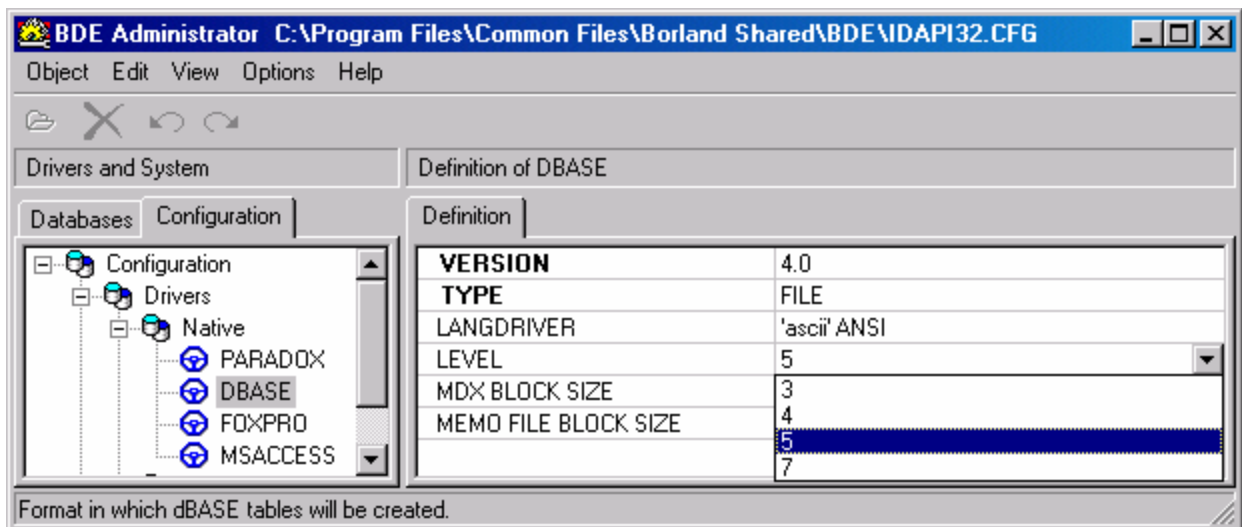 BDE Administrator C:\Program Files\Common Files\Borland Shared\BDE\IDAPI32.CFG
Object Edit View Options Help
Drivers and System
Definition of DBASE
Databases Configuration
Definition
Configuration
Drivers
Native
PARADOX
DBASE
FOXPRO
MSACCESS
VERSION 4.0
TYPE FILE
LANGDRIVER 'ascii' ANSI
LEVEL 5
MDX BLOCK SIZE
MEMO FILE BLOCK SIZE
3
4
5
7
Format in which dBASE tables will be created.